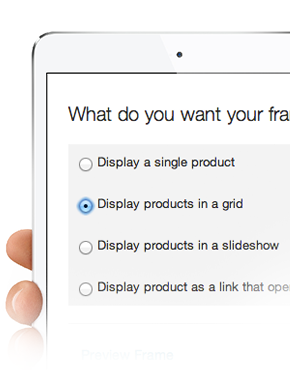 What do you want your fra
Display a single product
Display products in a grid
Display products in a slideshow
Display product as a link that ope
Preview Frame